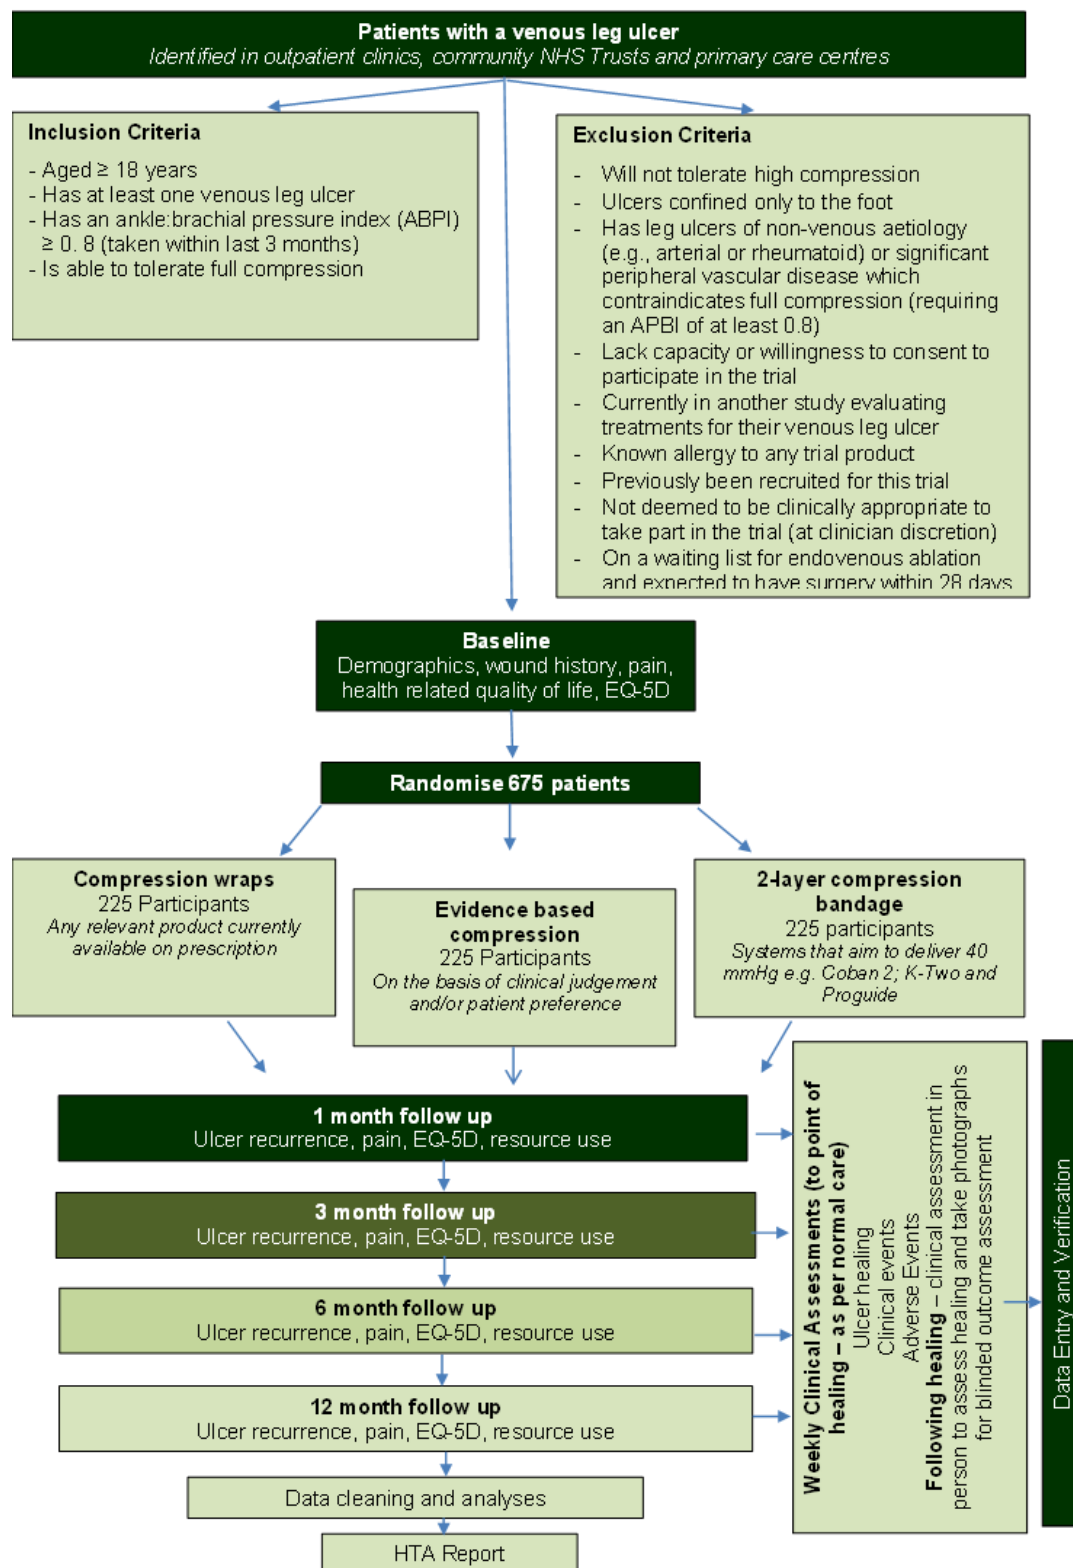 Patients with a venous leg ulcer
Identified in outpatient clinics, community NHS Trusts and primary care centres
Inclusion Criteria
- Aged ≥ 18 years
- Has at least one venous leg ulcer
- Has an ankle:brachial pressure index (ABPI)
≥ 0. 8 (taken within last 3 months)
- Is able to tolerate full compression
Exclusion Criteria
- Will not tolerate high compression
- Ulcers confined only to the foot
- Has leg ulcers of non-venous aetiology
(e.g., arterial or rheumatoid) or significant
peripheral vascular disease which
contraindicates full compression (requiring
an APBI of at least 0.8)
- Lack capacity or willingness to consent to
participate in the trial
- Currently in another study evaluating
treatments for their venous leg ulcer
- Known allergy to any trial product
- Previously been recruited for this trial
- Not deemed to be clinically appropriate to
take part in the trial (at clinician discretion)
- On a waiting list for endovenous ablation
and expected to have surgery within 28 days
Baseline
Demographics, wound history, pain,
health related quality of life, EQ-5D
Randomise 675 patients
Compression wraps
225 Participants
Any relevant product currently
available on prescription
Evidence based
compression
225 Participants
On the basis of clinical judgement
and/or patient preference
2-layer compression
bandage
225 participants
Systems that aim to deliver 40
mmHg e.g. Coban 2; K-Two and
Proguide
1 month follow up
Ulcer recurrence, pain, EQ-5D, resource use
3 month follow up
Ulcer recurrence, pain, EQ-5D, resource use
6 month follow up
Ulcer recurrence, pain, EQ-5D, resource use
12 month follow up
Ulcer recurrence, pain, EQ-5D, resource use
Data cleaning and analyses
HTA Report
Weekly Clinical Assessments (to point of
healing – as per normal care)
Ulcer healing
Clinical events
Adverse Events
Following healing – clinical assessment in
person to assess healing and take photographs
for blinded outcome assessment
Data Entry and Verification